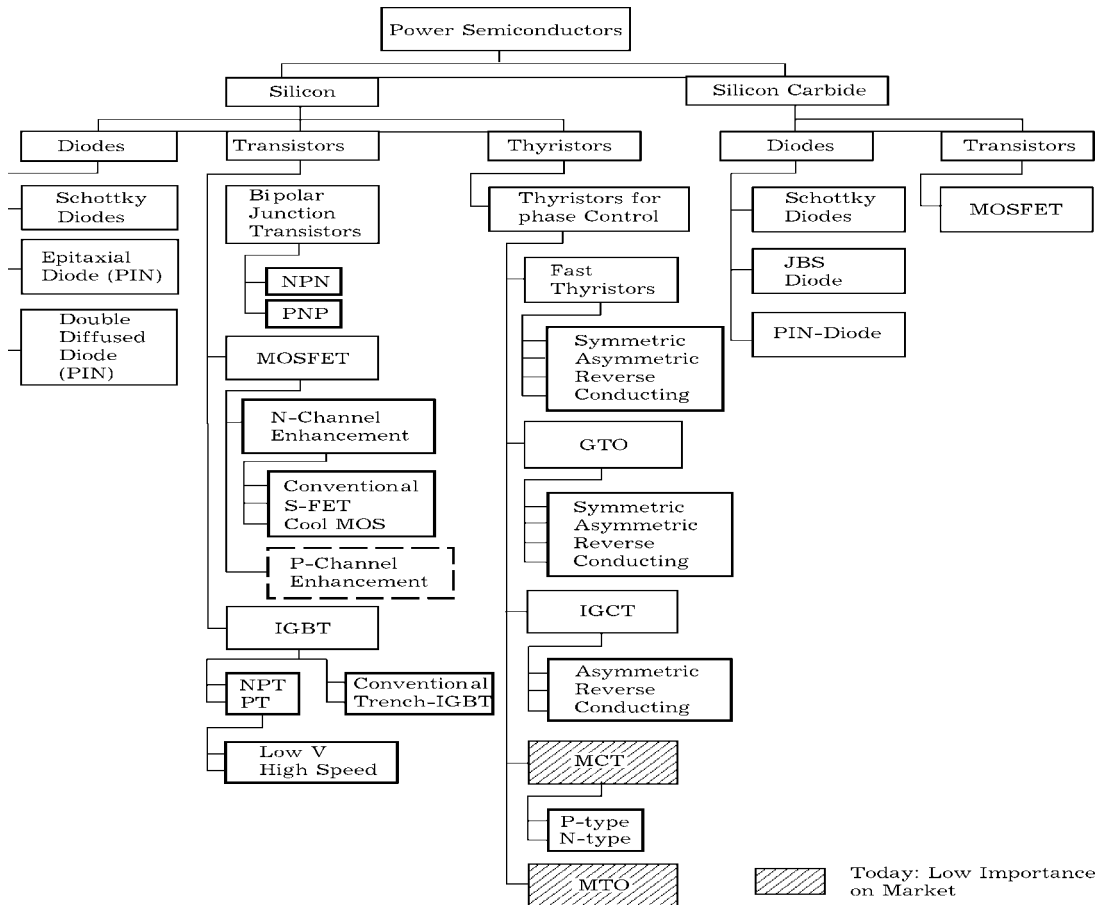 Power Semiconductors
Silicon
Silicon Carbide
Diodes
Transistors
Thyristors
Diodes
Transistors
Schottky
Diodes
Epitaxial
Diode (PIN)
Double
Diffused
Diode
(PIN)
Bipolar
Junction
Transistors
NPN
PNP
MOSFET
N-Channel
Enhancement
Conventional
S-FET
Cool MOS
P-Channel
Enhancement
IGBT
NPT
PT
Conventional
Trench-IGBT
Low V
High Speed
Thyristors for
phase Control
Fast
Thyristors
Symmetric
Asymmetric
Reverse
Conducting
GTO
Symmetric
Asymmetric
Reverse
Conducting
IGCT
Asymmetric
Reverse
Conducting
MCT
P-type
N-type
MTO
Schottky
Diodes
JBS
Diode
PIN-Diode
MOSFET
Today: Low Importance
on Market